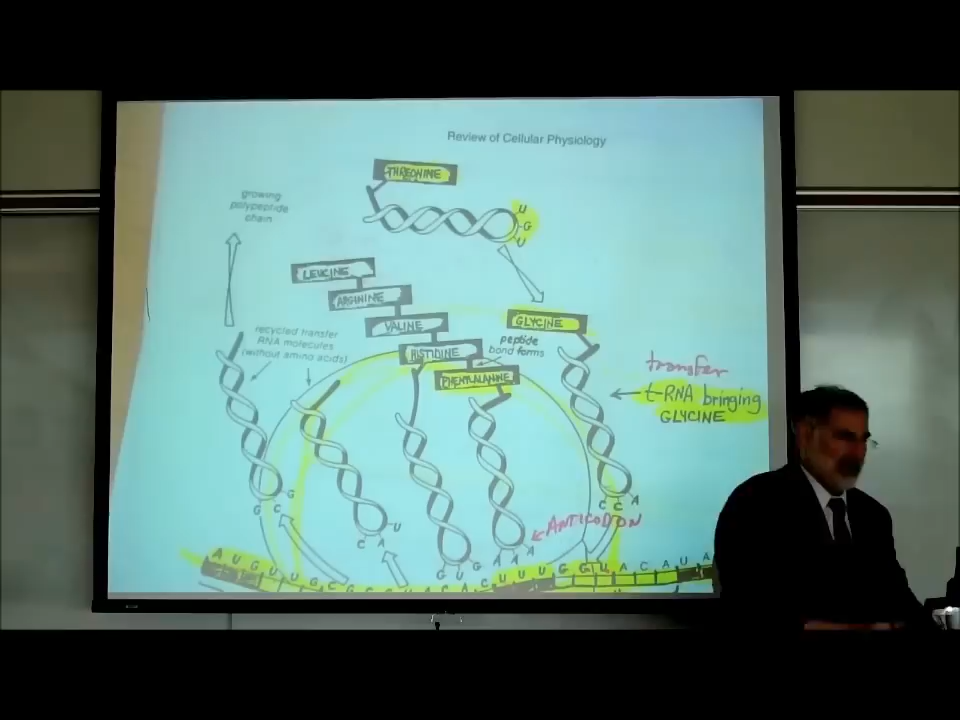 Review of Cellular Physiology
THREONINE
growing
polypeptide
chain
U
G
U
LEUCINE
ARGININE
VALINE
GLYCINE
HISTIDINE
peptide
bond forms
recycled transfer
RNA molecules
(without amino acids)
PHENYLALANINE
transfer
t-RNA bringing
GLYCINE
G C G
C A U
G U G
A A A
C C A
ANTICODON
A U G U U G C G
A C U U U G G U A C A U A